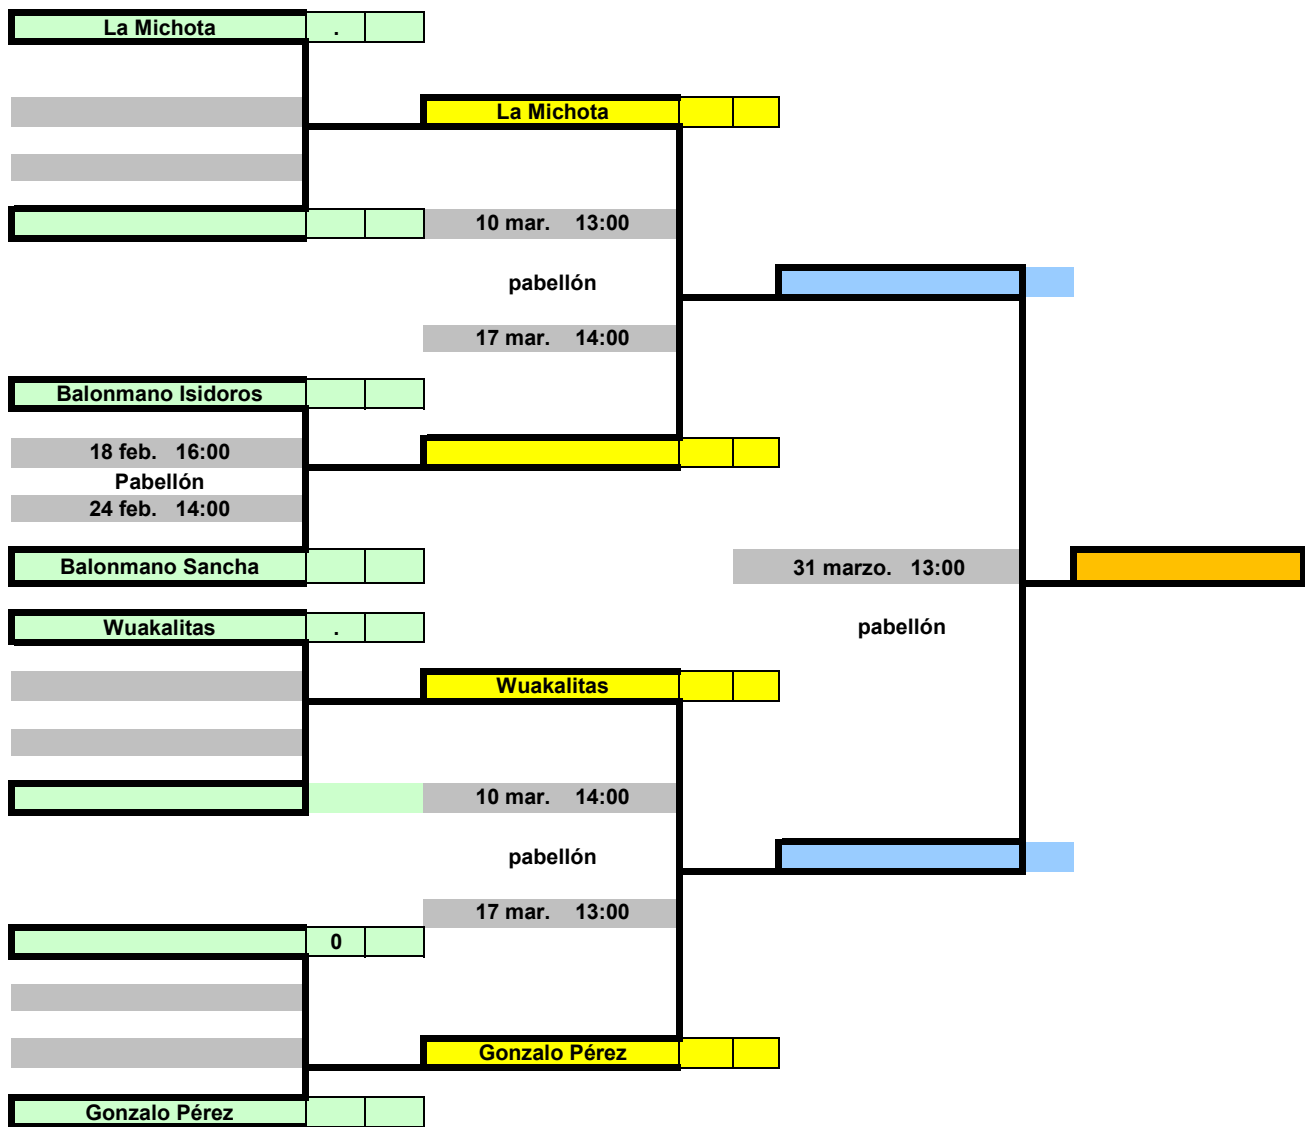 La Michota .
La Michota
10 mar. 13:00
pabellón
17 mar. 14:00
Balonmano Isidoros
18 feb. 16:00
Pabellón
24 feb. 14:00
Balonmano Sancha
31 marzo. 13:00
pabellón
Wuakalitas .
Wuakalitas
10 mar. 14:00
pabellón
17 mar. 13:00
0
Gonzalo Pérez
Gonzalo Pérez